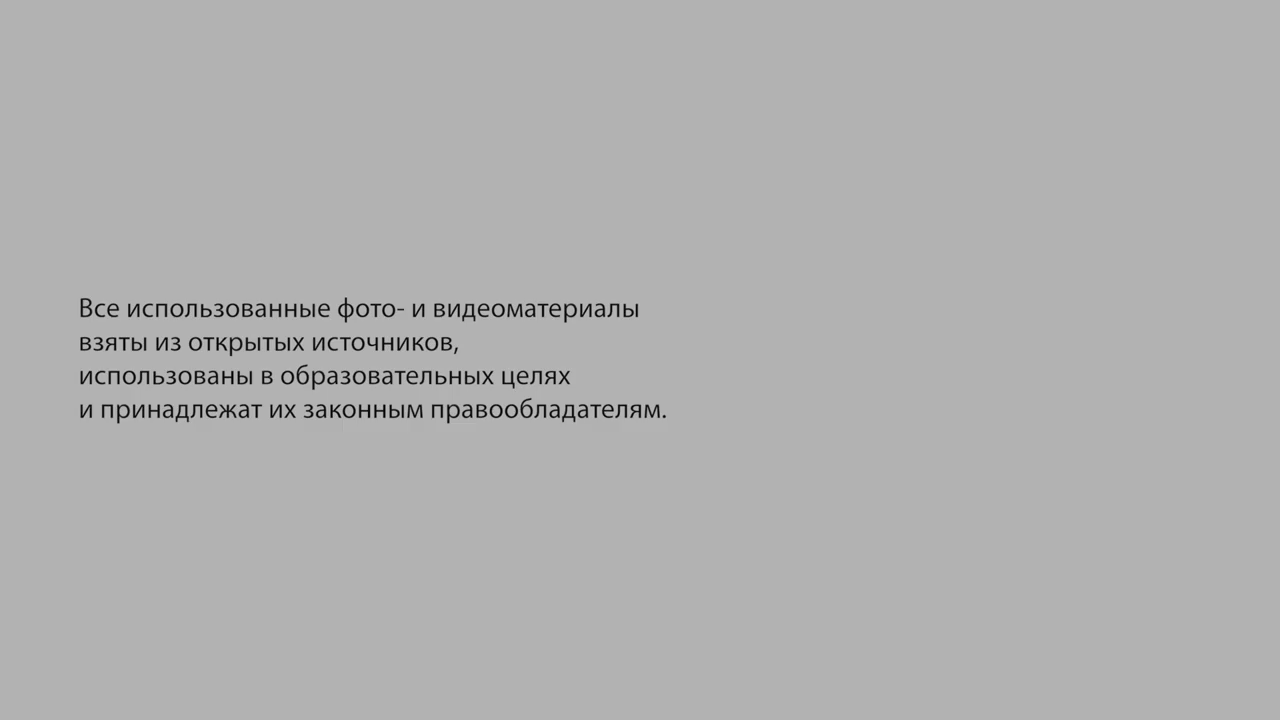 Все использованные фото- и видеоматериалы
взяты из открытых источников,
использованы в образовательных целях
и принадлежат их законным правообладателям.